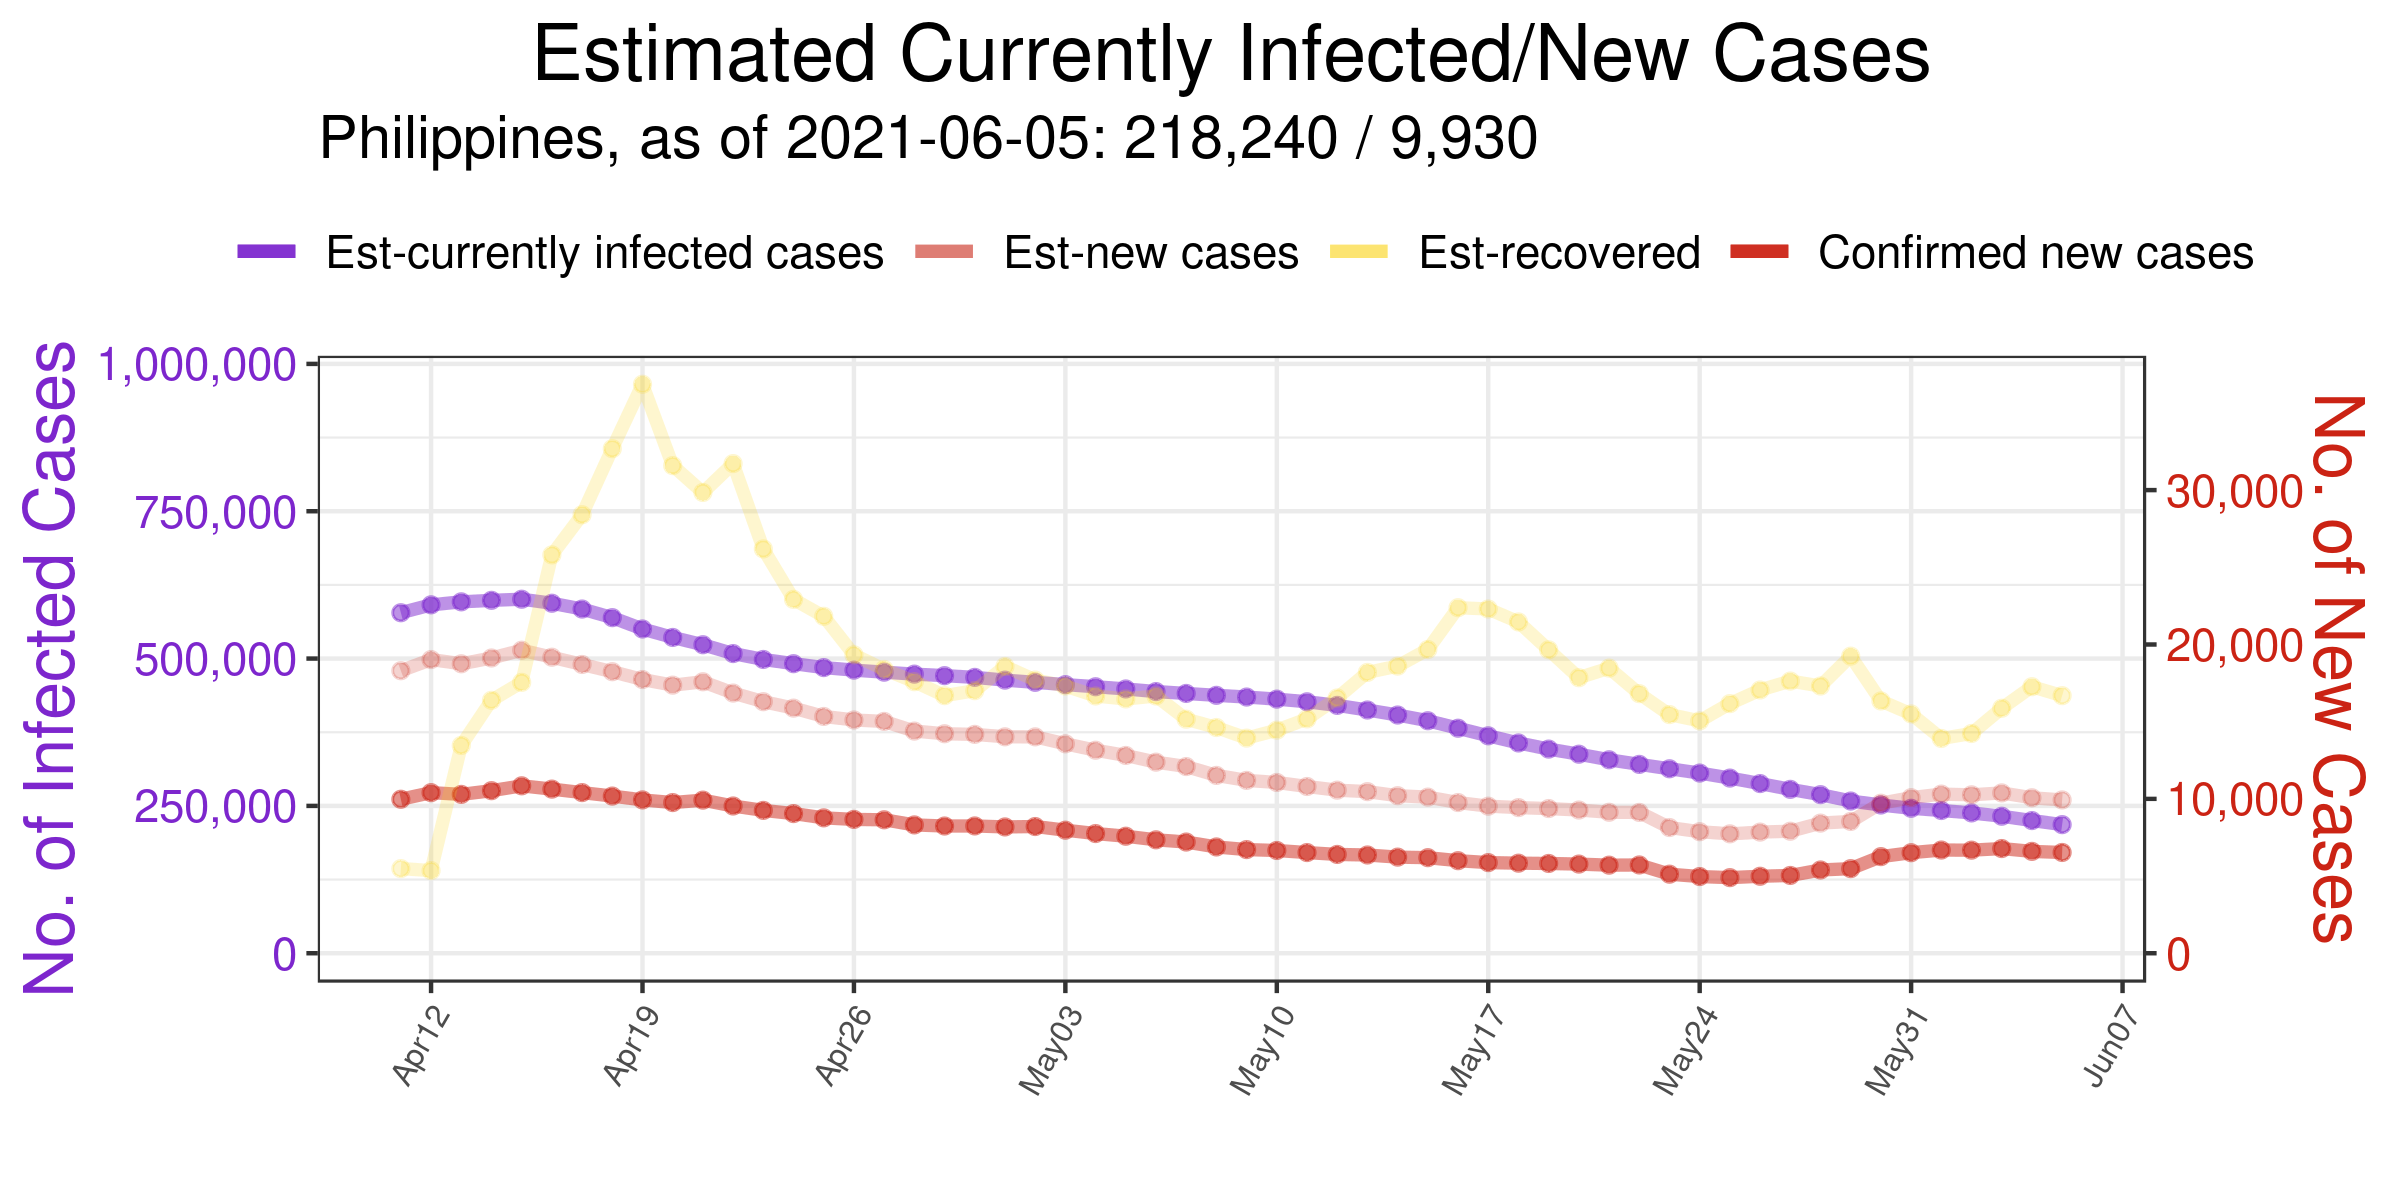 Estimated Currently Infected/New Cases
Philippines, as of 2021-06-05: 218,240 / 9,930
Est-currently infected cases Est-new cases Est-recovered Confirmed new cases
No. of Infected Cases
1,000,000
750,000
500,000
250,000
0
30,000
20,000
10,000
0
No. of New Cases
Apr12 Apr19 Apr26 May03 May10 May17 May24 May31 Jun07